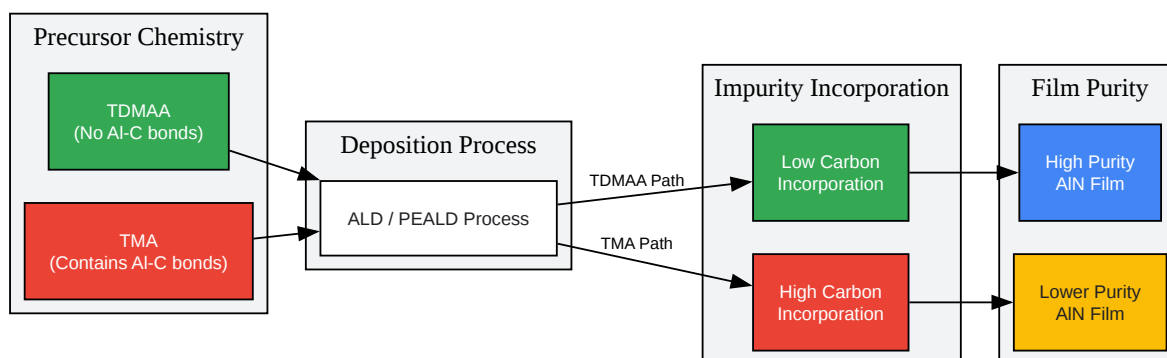 Precursor Chemistry
TDMAA
(No Al-C bonds)
TMA
(Contains Al-C bonds)
Deposition Process
ALD / PEALD Process
TDMAA Path
TMA Path
Impurity Incorporation
Low Carbon
Incorporation
High Carbon
Incorporation
Film Purity
High Purity
AlN Film
Lower Purity
AlN Film